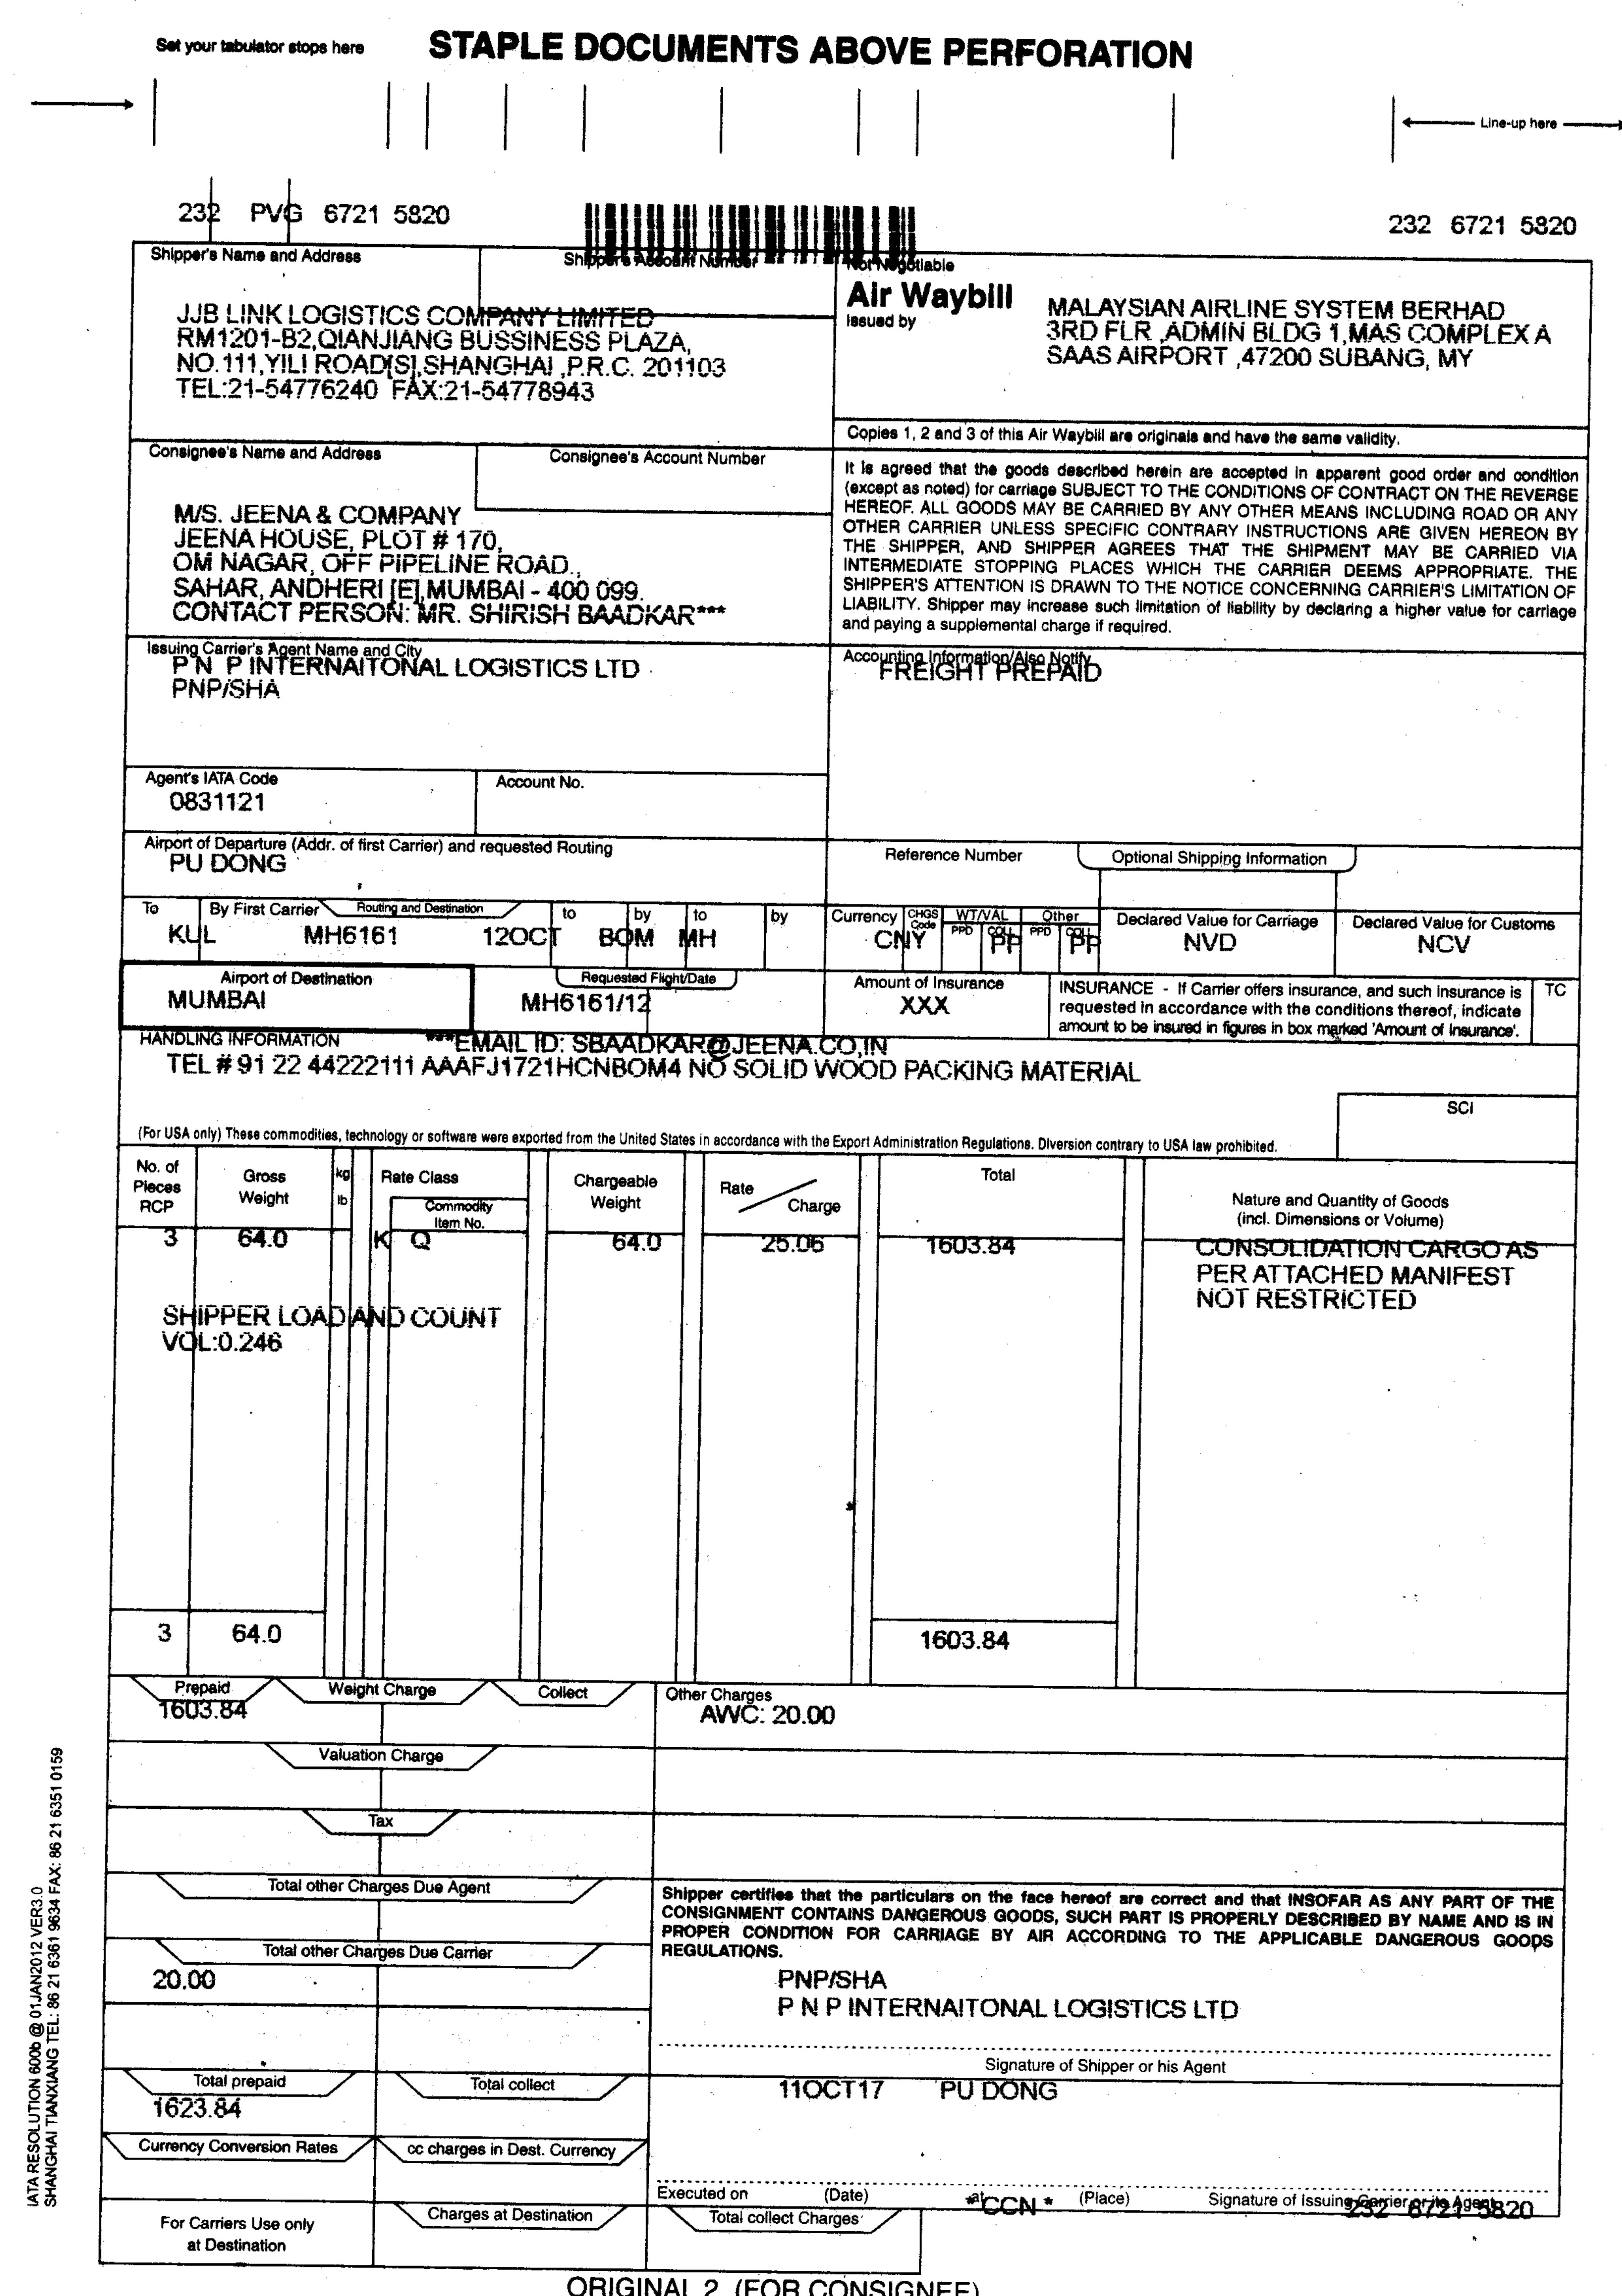 Set your tabulator stops here
STAPLE DOCUMENTS ABOVE PERFORATION
Line-up here
232 PVG 6721 5820
232 6721 5820
Shipper's Name and Address
Shipper's Account Number
JJB LINK LOGISTICS COMPANY LIMITED
RM1201-B2,QIANJIANG BUSSINESS PLAZA,
NO.111,YILI ROAD[S],SHANGHAI ,P.R.C. 201103
TEL:21-54776240 FAX:21-54778943
Not Negotiable
Air Waybill
Issued by
MALAYSIAN AIRLINE SYSTEM BERHAD
3RD FLR ,ADMIN BLDG 1,MAS COMPLEX A
SAAS AIRPORT ,47200 SUBANG, MY
Copies 1, 2 and 3 of this Air Waybill are originals and have the same validity.
Consignee's Name and Address
Consignee's Account Number
M/S. JEENA & COMPANY
JEENA HOUSE, PLOT # 170,
OM NAGAR, OFF PIPELINE ROAD.,
SAHAR, ANDHERI [E],MUMBAI - 400 099.
CONTACT PERSON: MR. SHIRISH BAADKAR***
It is agreed that the goods described herein are accepted in apparent good order and condition
(except as noted) for carriage SUBJECT TO THE CONDITIONS OF CONTRACT ON THE REVERSE
HEREOF. ALL GOODS MAY BE CARRIED BY ANY OTHER MEANS INCLUDING ROAD OR ANY
OTHER CARRIER UNLESS SPECIFIC CONTRARY INSTRUCTIONS ARE GIVEN HEREON BY
THE SHIPPER, AND SHIPPER AGREES THAT THE SHIPMENT MAY BE CARRIED VIA
INTERMEDIATE STOPPING PLACES WHICH THE CARRIER DEEMS APPROPRIATE. THE
SHIPPER'S ATTENTION IS DRAWN TO THE NOTICE CONCERNING CARRIER'S LIMITATION OF
LIABILITY. Shipper may increase such limitation of liability by declaring a higher value for carriage
and paying a supplemental charge if required.
Issuing Carrier's Agent Name and City
P N P INTERNAITONAL LOGISTICS LTD
PNP/SHA
Accounting Information/Also Notify
FREIGHT PREPAID
Agent's IATA Code
Account No.
0831121
Airport of Departure (Addr. of first Carrier) and requested Routing
PU DONG
Reference Number
Optional Shipping Information
To By First Carrier Routing and Destination to by to by
KUL MH6161 12OCT BOM MH
Currency CHGS Code WT/VAL PPD COLL Other PPD COLL Declared Value for Carriage Declared Value for Customs
CNY PP PP NVD NCV
Airport of Destination
MUMBAI
Requested Flight/Date
MH6161/12
Amount of Insurance
XXX
INSURANCE - If Carrier offers insurance, and such insurance is
requested in accordance with the conditions thereof, indicate
amount to be insured in figures in box marked 'Amount of Insurance'.
TC
HANDLING INFORMATION
***EMAIL ID: SBAADKAR@JEENA.CO,IN
TEL # 91 22 44222111 AAAFJ1721HCNBOM4 NO SOLID WOOD PACKING MATERIAL
SCI
(For USA only) These commodities, technology or software were exported from the United States in accordance with the Export Administration Regulations. Diversion contrary to USA law prohibited.
No. of
Pieces
RCP
Gross
Weight
kg
lb
Rate Class
Commodity
Item No.
Chargeable
Weight
Rate
Charge
Total
Nature and Quantity of Goods
(incl. Dimensions or Volume)
3 64.0 K Q 64.0 25.06 1603.84
CONSOLIDATION CARGO AS
PER ATTACHED MANIFEST
NOT RESTRICTED
SHIPPER LOAD AND COUNT
VOL:0.246
3 64.0 1603.84
Prepaid Weight Charge Collect
1603.84
Other Charges
AWC: 20.00
Valuation Charge
Tax
Total other Charges Due Agent
Shipper certifies that the particulars on the face hereof are correct and that INSOFAR AS ANY PART OF THE
CONSIGNMENT CONTAINS DANGEROUS GOODS, SUCH PART IS PROPERLY DESCRIBED BY NAME AND IS IN
PROPER CONDITION FOR CARRIAGE BY AIR ACCORDING TO THE APPLICABLE DANGEROUS GOODS
REGULATIONS.
Total other Charges Due Carrier
20.00
PNP/SHA
P N P INTERNAITONAL LOGISTICS LTD
Signature of Shipper or his Agent
Total prepaid
Total collect
1623.84
11OCT17 PU DONG
Currency Conversion Rates
cc charges in Dest. Currency
Executed on (Date) at (Place) Signature of Issuing Carrier or its Agent
*CCN *
232 6721 5820
For Carriers Use only
at Destination
Charges at Destination
Total collect Charges
ORIGINAL 2 (FOR CONSIGNEE)
IATA RESOLUTION 600b @ 01JAN2012 VER3.0
SHANGHAI TIANXIANG TEL: 86 21 6361 9634 FAX: 86 21 6351 0159